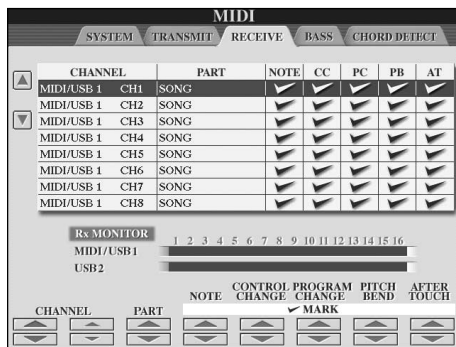 MIDI
SYSTEM TRANSMIT RECEIVE BASS CHORD DETECT
CHANNEL PART NOTE CC PC PB AT
MIDI/USB 1 CH1 SONG
MIDI/USB 1 CH2 SONG
MIDI/USB 1 CH3 SONG
MIDI/USB 1 CH4 SONG
MIDI/USB 1 CH5 SONG
MIDI/USB 1 CH6 SONG
MIDI/USB 1 CH7 SONG
MIDI/USB 1 CH8 SONG
Rx MONITOR 1 2 3 4 5 6 7 8 9 10 11 12 13 14 15 16
MIDI/USB1
USB2
CHANNEL PART NOTE CONTROL CHANGE PROGRAM CHANGE PITCH BEND AFTER TOUCH
MARK